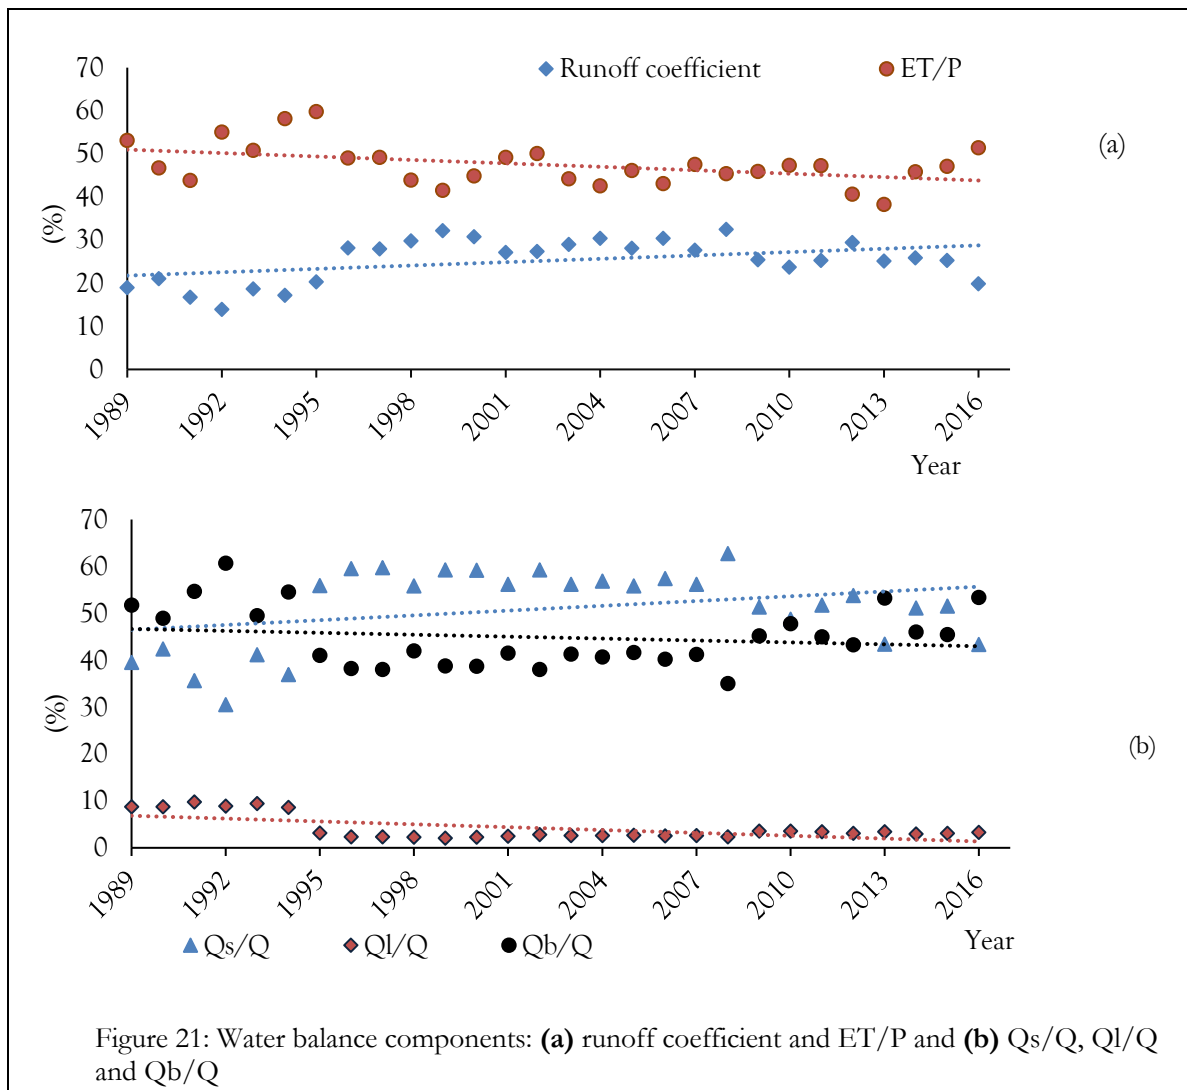 Runoff coefficient ET/P
70
60
50
40
30
20
10
0
(%)
(a)
1989 1992 1995 1998 2001 2004 2007 2010 2013 2016
Year
70
60
50
40
30
20
10
0
(%)
(b)
1989 1992 1995 1998 2001 2004 2007 2010 2013 2016
Year
Qs/Q Ql/Q Qb/Q
Figure 21: Water balance components: (a) runoff coefficient and ET/P and (b) Qs/Q, Ql/Q
and Qb/Q